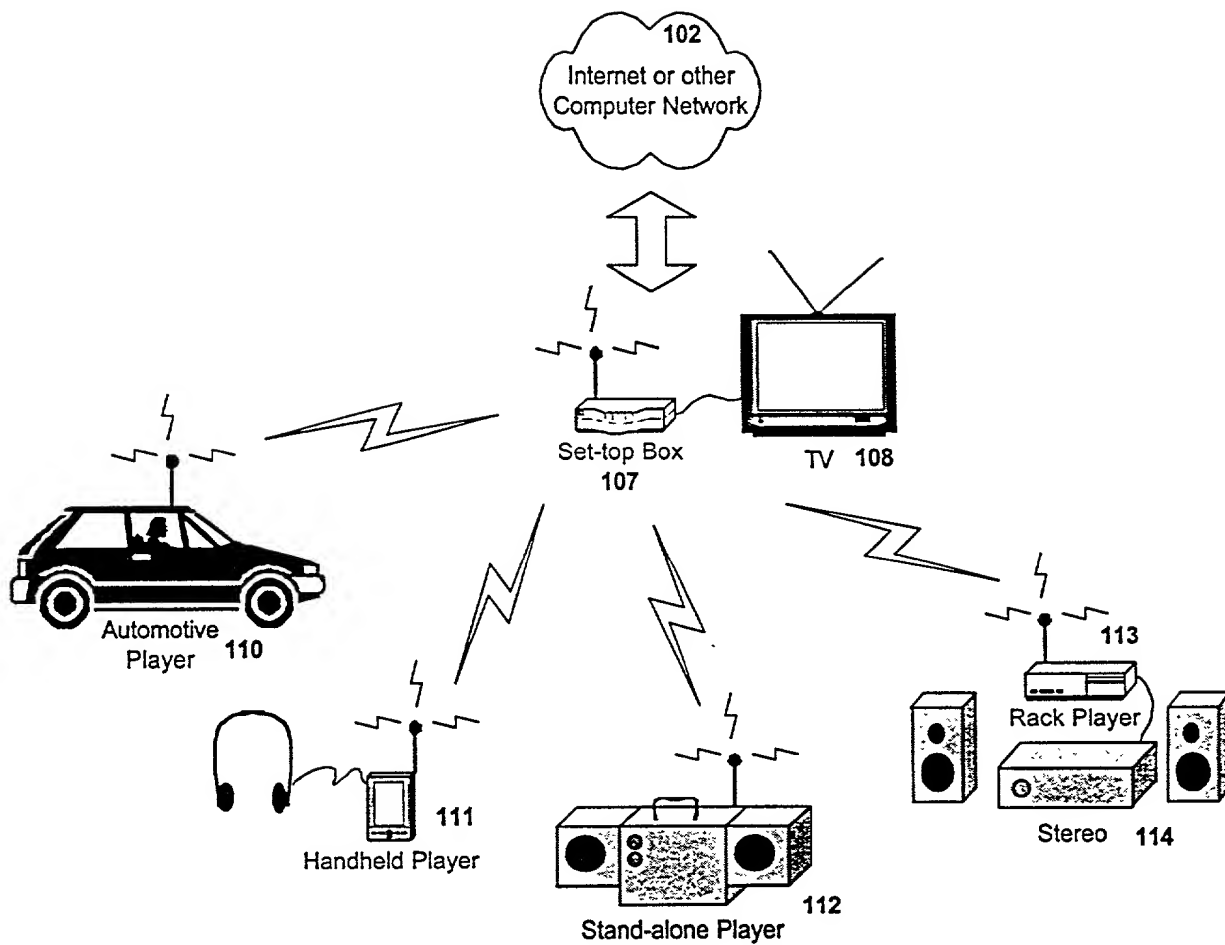 102
Internet or other
Computer Network
Set-top Box
107
TV 108
Automotive
Player 110
113
Rack Player
111
Handheld Player
Stereo 114
112
Stand-alone Player